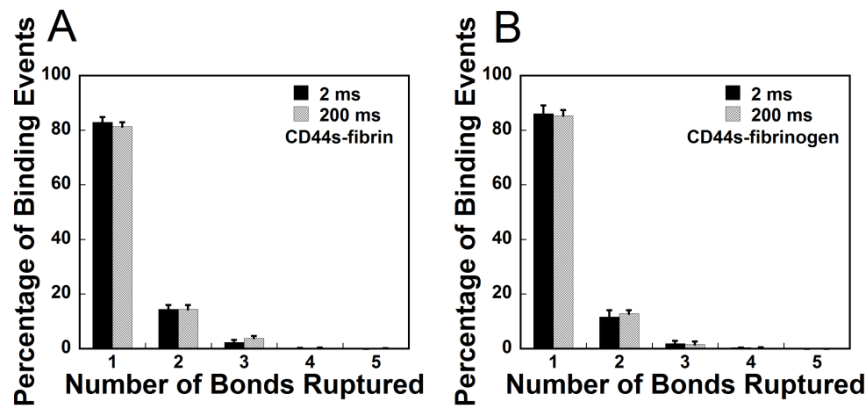 A
Percentage of Binding Events
100
80
60
40
20
0
2 ms
200 ms
CD44s-fibrin
1 2 3 4 5
Number of Bonds Ruptured
B
Percentage of Binding Events
100
80
60
40
20
0
2 ms
200 ms
CD44s-fibrinogen
1 2 3 4 5
Number of Bonds Ruptured